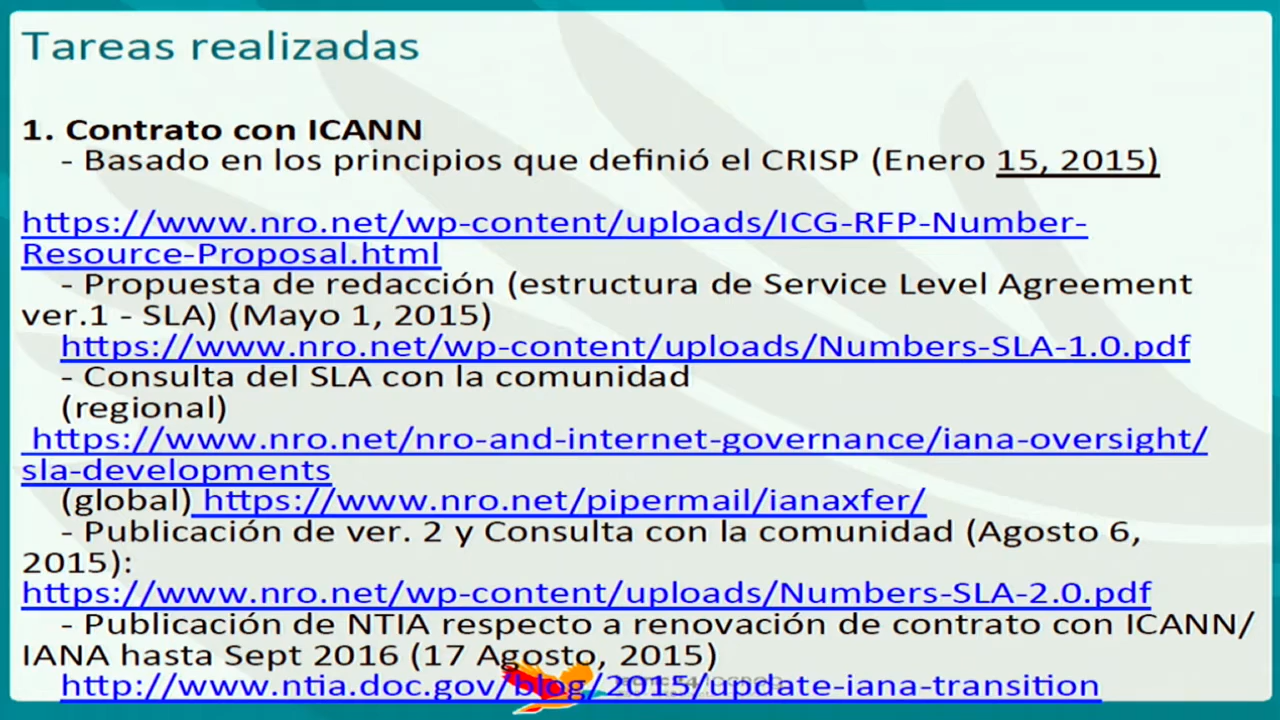 Tareas realizadas
1. Contrato con ICANN
- Basado en los principios que definió el CRISP (Enero 15, 2015)
https://www.nro.net/wp-content/uploads/ICG-RFP-Number-
Resource-Proposal.html
- Propuesta de redacción (estructura de Service Level Agreement
ver.1 - SLA) (Mayo 1, 2015)
https://www.nro.net/wp-content/uploads/Numbers-SLA-1.0.pdf
- Consulta del SLA con la comunidad
(regional)
https://www.nro.net/nro-and-internet-governance/iana-oversight/
sla-developments
(global) https://www.nro.net/pipermail/ianaxfer/
- Publicación de ver. 2 y Consulta con la comunidad (Agosto 6,
2015):
https://www.nro.net/wp-content/uploads/Numbers-SLA-2.0.pdf
- Publicación de NTIA respecto a renovación de contrato con ICANN/
IANA hasta Sept 2016 (17 Agosto, 2015)
http://www.ntia.doc.gov/blog/2015/update-iana-transition